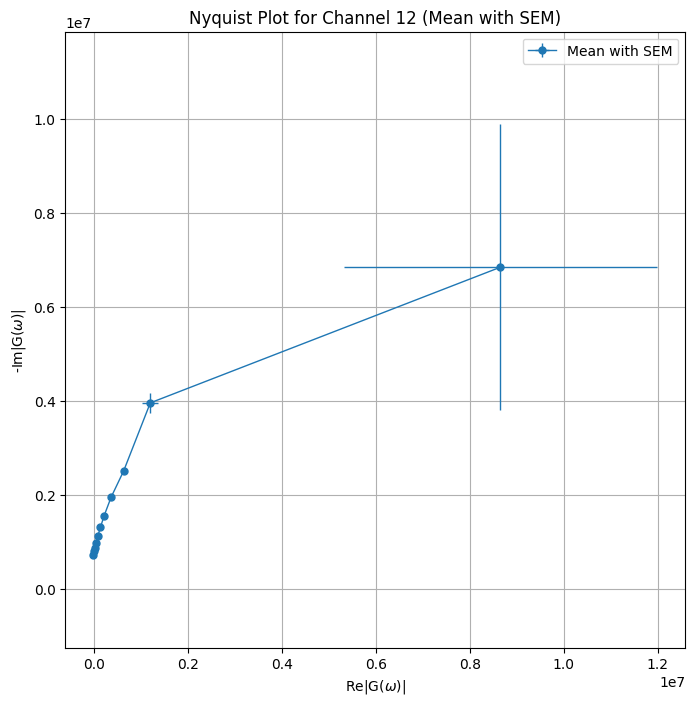 Nyquist Plot for Channel 12 (Mean with SEM)
1e7
Mean with SEM
1.0
0.8
0.6
0.4
0.2
0.0
-Im|G(ω)|
0.0 0.2 0.4 0.6 0.8 1.0 1.2
1e7
Re|G(ω)|